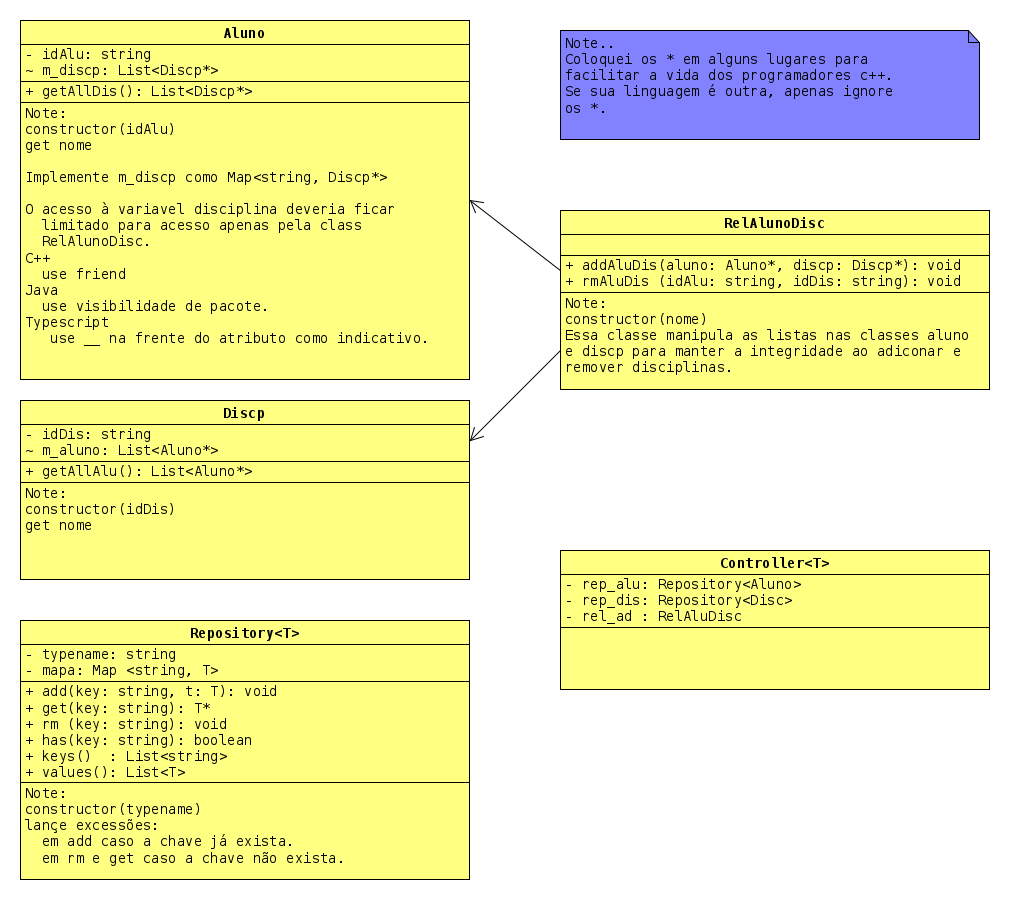 Aluno
- idAlu: string
~ m_discp: List<Discp*>
+ getAllDis(): List<Discp*>
Note:
constructor(idAlu)
get nome
Implemente m_discp como Map<string, Discp*>
O acesso à variavel disciplina deveria ficar
limitado para acesso apenas pela class
RelAlunoDisc.
C++
use friend
Java
use visibilidade de pacote.
Typescript
use __ na frente do atributo como indicativo.
Note..
Coloquei os * em alguns lugares para
facilitar a vida dos programadores c++.
Se sua linguagem é outra, apenas ignore
os *.
RelAlunoDisc
+ addAluDis(aluno: Aluno*, discp: Discp*): void
+ rmAluDis (idAlu: string, idDis: string): void
Note:
constructor(nome)
Essa classe manipula as listas nas classes aluno
e discp para manter a integridade ao adiconar e
remover disciplinas.
Discp
- idDis: string
~ m_aluno: List<Aluno*>
+ getAllAlu(): List<Aluno*>
Note:
constructor(idDis)
get nome
Controller<T>
- rep_alu: Repository<Aluno>
- rep_dis: Repository<Disc>
- rel_ad : RelAluDisc
Repository<T>
- typename: string
- mapa: Map <string, T>
+ add(key: string, t: T): void
+ get(key: string): T*
+ rm (key: string): void
+ has(key: string): boolean
+ keys()  : List<string>
+ values(): List<T>
Note:
constructor(typename)
lançe excessões:
em add caso a chave já exista.
em rm e get caso a chave não exista.